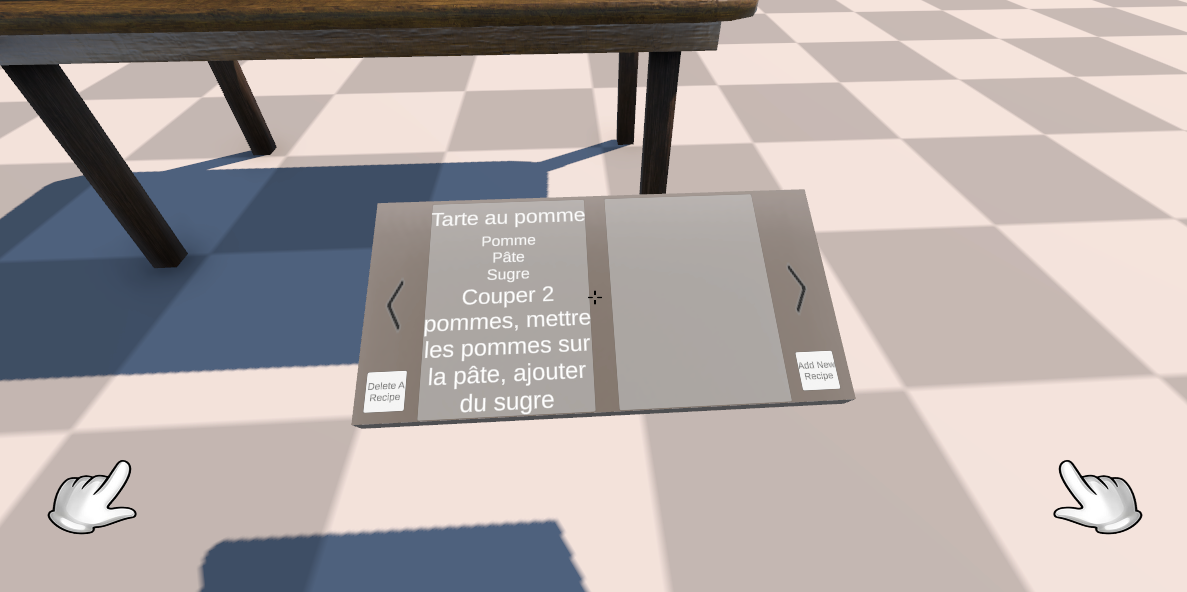 Tarte au pomme
Pomme
Pâte
Sugre
Couper 2
pommes, mettre
les pommes sur
la pâte, ajouter
du sugre
Delete A
Recipe
Add New
Recipe